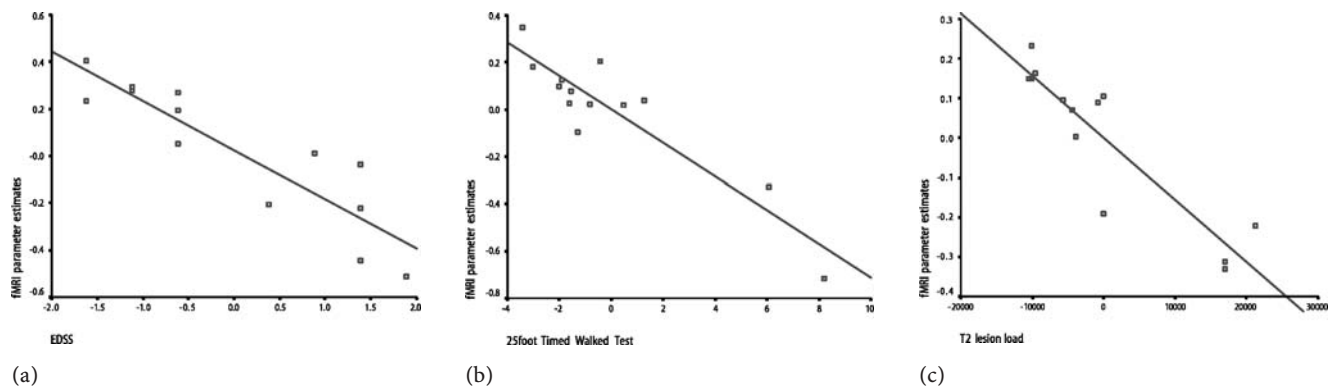 0.6
0.4
0.2
-0.0
-0.2
-0.4
-0.6
fMRI parameter estimates
-2.0 -1.5 -1.0 -0.5 0.0 0.5 1.0 1.5 2.0
EDSS
(a)
0.4
0.2
0.0
-0.2
-0.4
-0.6
-0.8
fMRI parameter estimates
-4 -2 0 2 4 6 8 10
25foot Timed Walked Test
(b)
0.3
0.2
0.1
0.0
-0.1
-0.2
-0.3
-0.4
fMRI parameter estimates
-20000 -10000 0 10000 20000 30000
T2 lesion load
(c)